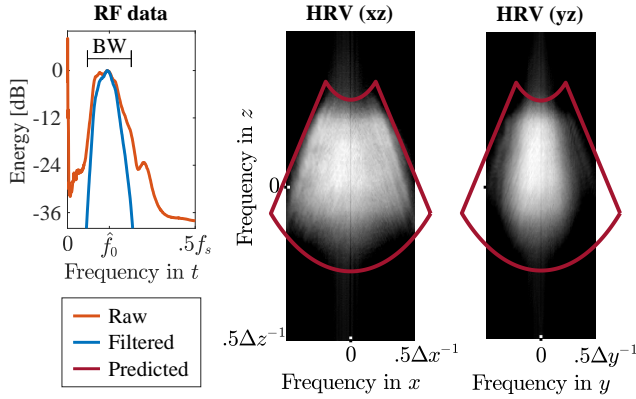 RF data
BW
Energy [dB]
0
-12
-24
-36
0
f̂₀
.5fₛ
Frequency in t
Raw
Filtered
Predicted
HRV (xz)
Frequency in z
0
.5Δz⁻¹
0
.5Δx⁻¹
Frequency in x
HRV (yz)
0
.5Δy⁻¹
Frequency in y